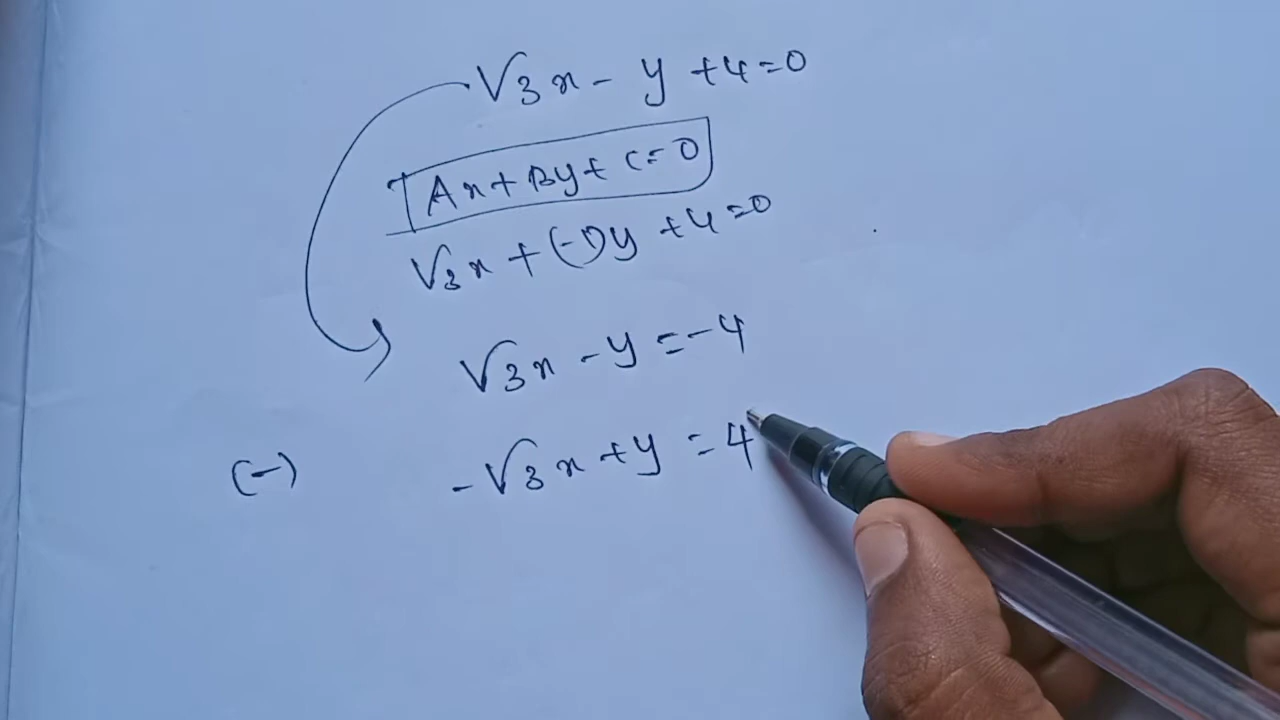 √3x - y + 4 = 0
Ax + By + C = 0
√3x + (-1)y + 4 = 0
√3x - y = -4
(-) -√3x + y = 4